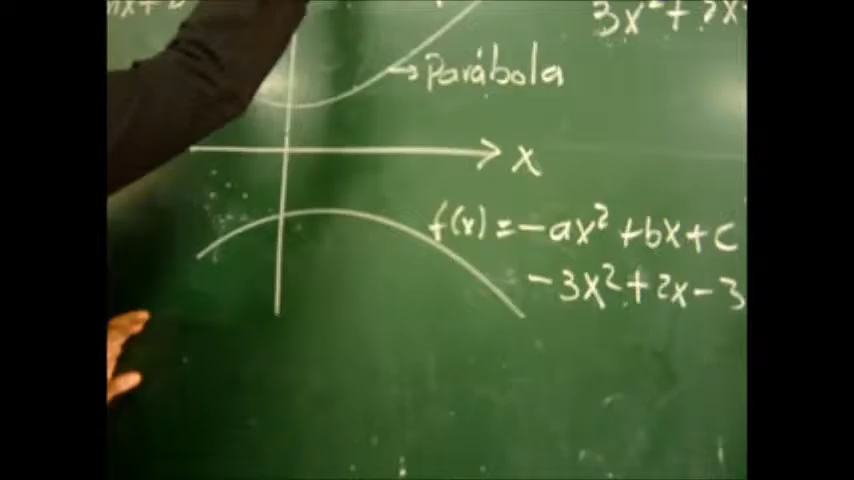 3x² + 2x
Parábola
x
f(x) = -ax² + bx + c
-3x² + 2x - 3